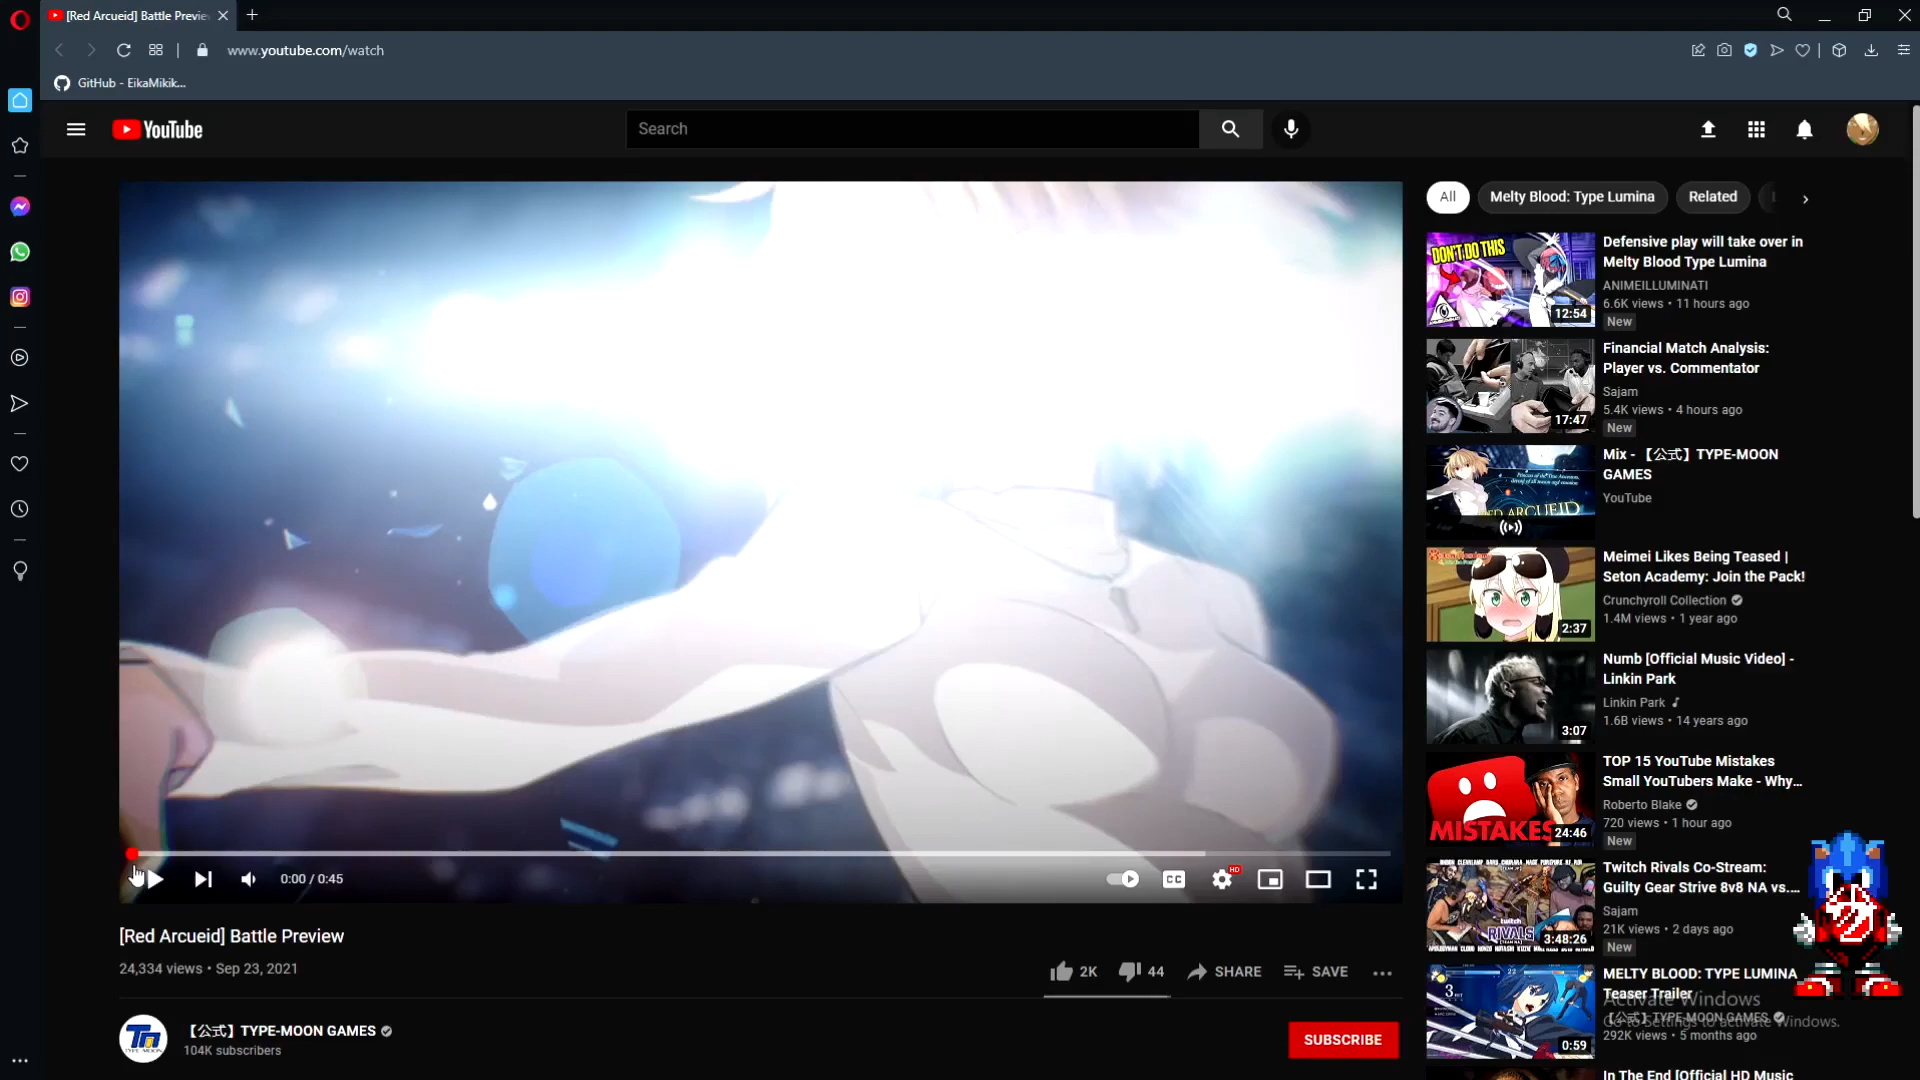 [Red Arcueid] Battle Previe
www.youtube.com/watch
GitHub - EikaMikik...
YouTube
Search
All
Melty Blood: Type Lumina
Related
DON'T DO THIS
12:54
Defensive play will take over in
Melty Blood Type Lumina
ANIMEILLUMINATI
6.6K views • 11 hours ago
New
17:47
Financial Match Analysis:
Player vs. Commentator
Sajam
5.4K views • 4 hours ago
New
Mix - 【公式】TYPE-MOON
GAMES
YouTube
2:37
Meimei Likes Being Teased |
Seton Academy: Join the Pack!
Crunchyroll Collection
1.4M views • 1 year ago
3:07
Numb [Official Music Video] -
Linkin Park
Linkin Park
1.6B views • 14 years ago
MISTAKES
24:46
TOP 15 YouTube Mistakes
Small YouTubers Make - Why...
Roberto Blake
720 views • 1 hour ago
New
twitch
RIVALS
3:48:26
Twitch Rivals Co-Stream:
Guilty Gear Strive 8v8 NA vs....
Sajam
21K views • 2 days ago
New
0:59
MELTY BLOOD: TYPE LUMINA
Teaser Trailer
【公式】TYPE-MOON GAMES
292K views • 5 months ago
In The End [Official HD Music
Activate Windows
Go to Settings to activate Windows.
0:00 / 0:45
CC
HD
[Red Arcueid] Battle Preview
24,334 views • Sep 23, 2021
2K
44
SHARE
SAVE
TYPE-MOON
【公式】TYPE-MOON GAMES
104K subscribers
SUBSCRIBE